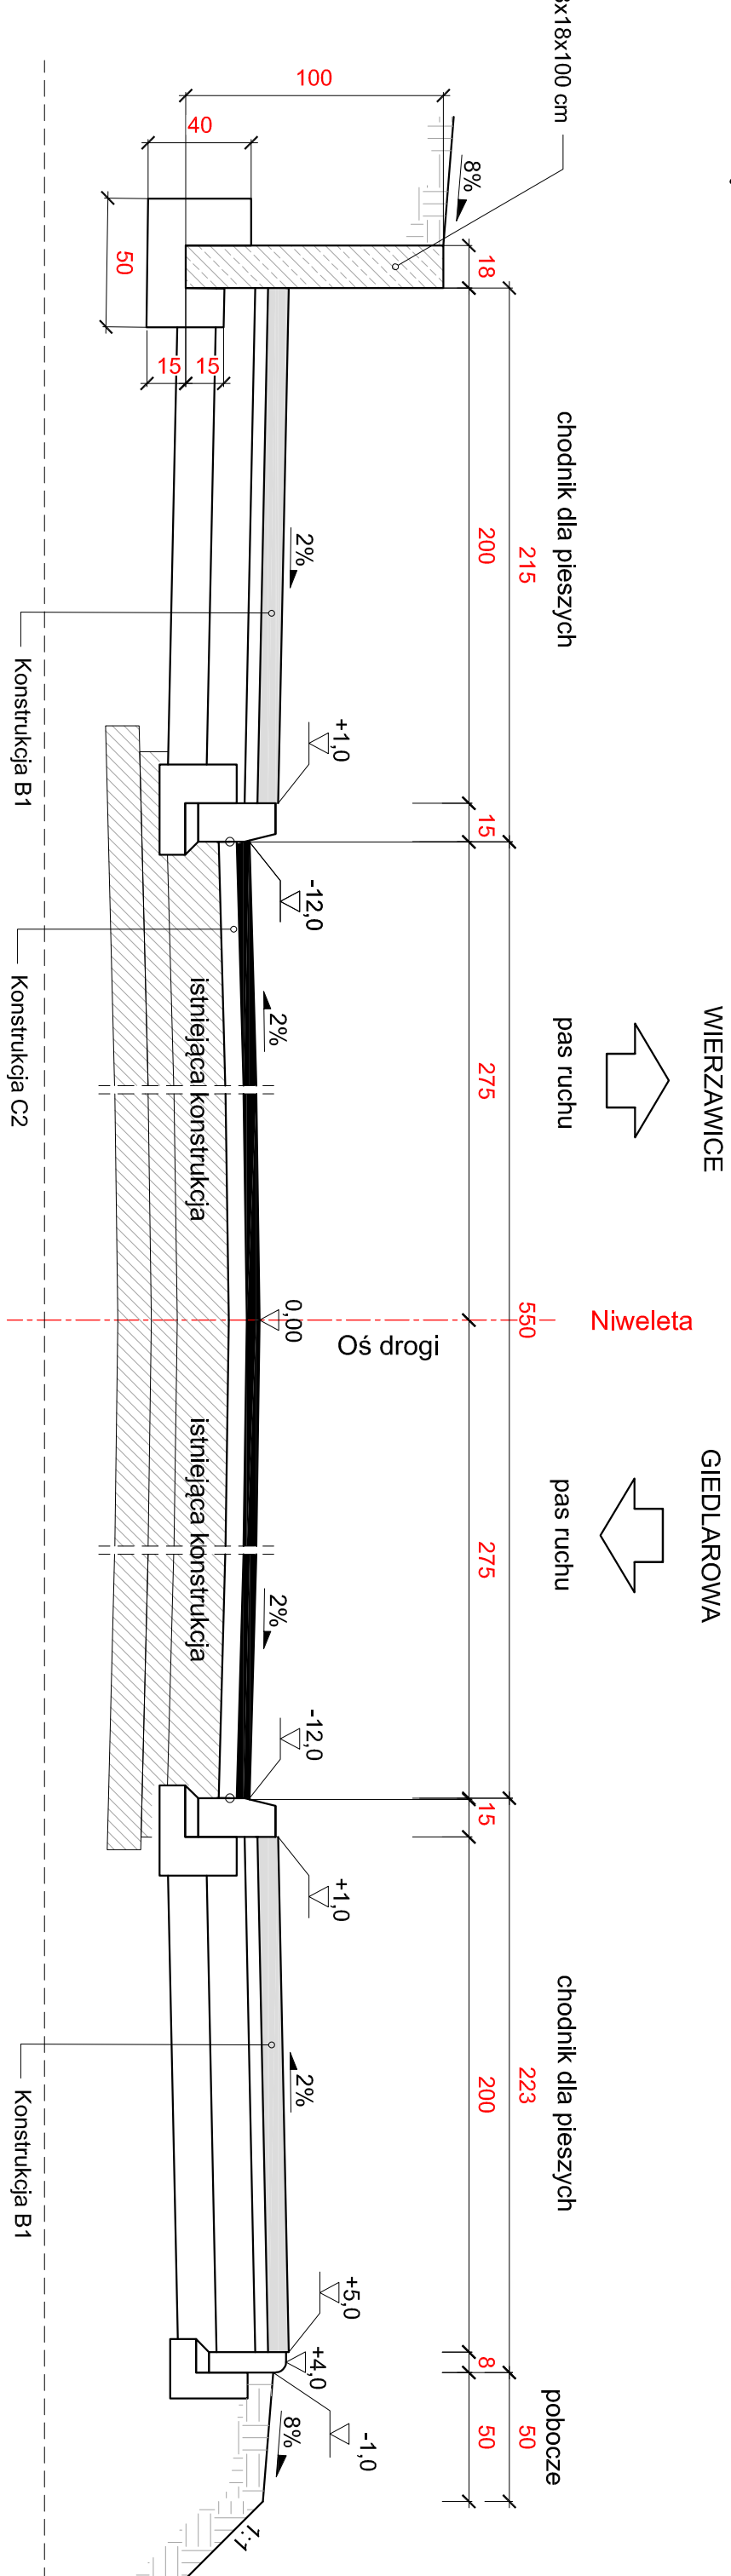 WIERZAWICE
GIEDLAROWA
Niweleta
chodnik dla pieszych
pas ruchu
pas ruchu
chodnik dla pieszych
pobocze
215
550
223
50
18
200
15
275
275
15
200
8
50
x18x100 cm
100
40
50
15
15
8%
2%
+1,0
-12,0
2%
0,00
Oś drogi
2%
-12,0
+1,0
2%
+5,0
+4,0
-1,0
8%
1:1
istniejąca konstrukcja
istniejąca konstrukcja
Konstrukcja B1
Konstrukcja C2
Konstrukcja B1